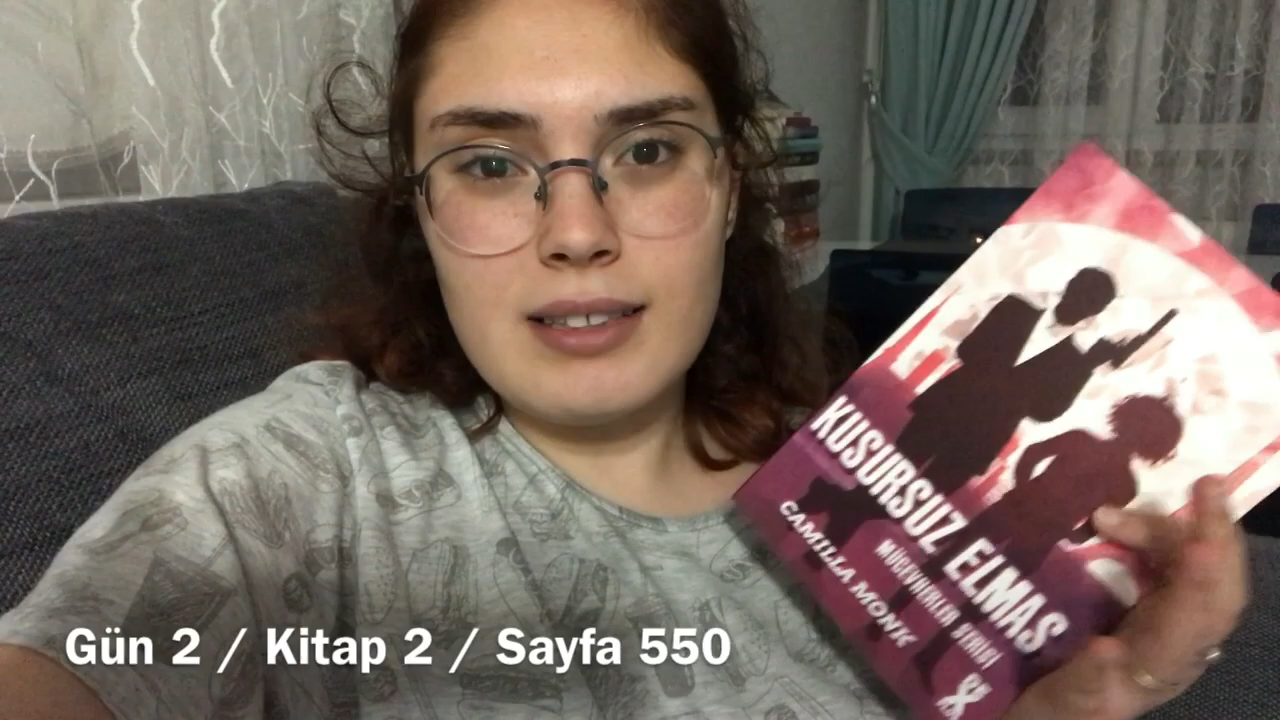 KUSURSUZ ELMAS
MÜCEVHERLER SERİSİ
CAMILLA MONK
Gün 2 / Kitap 2 / Sayfa 550